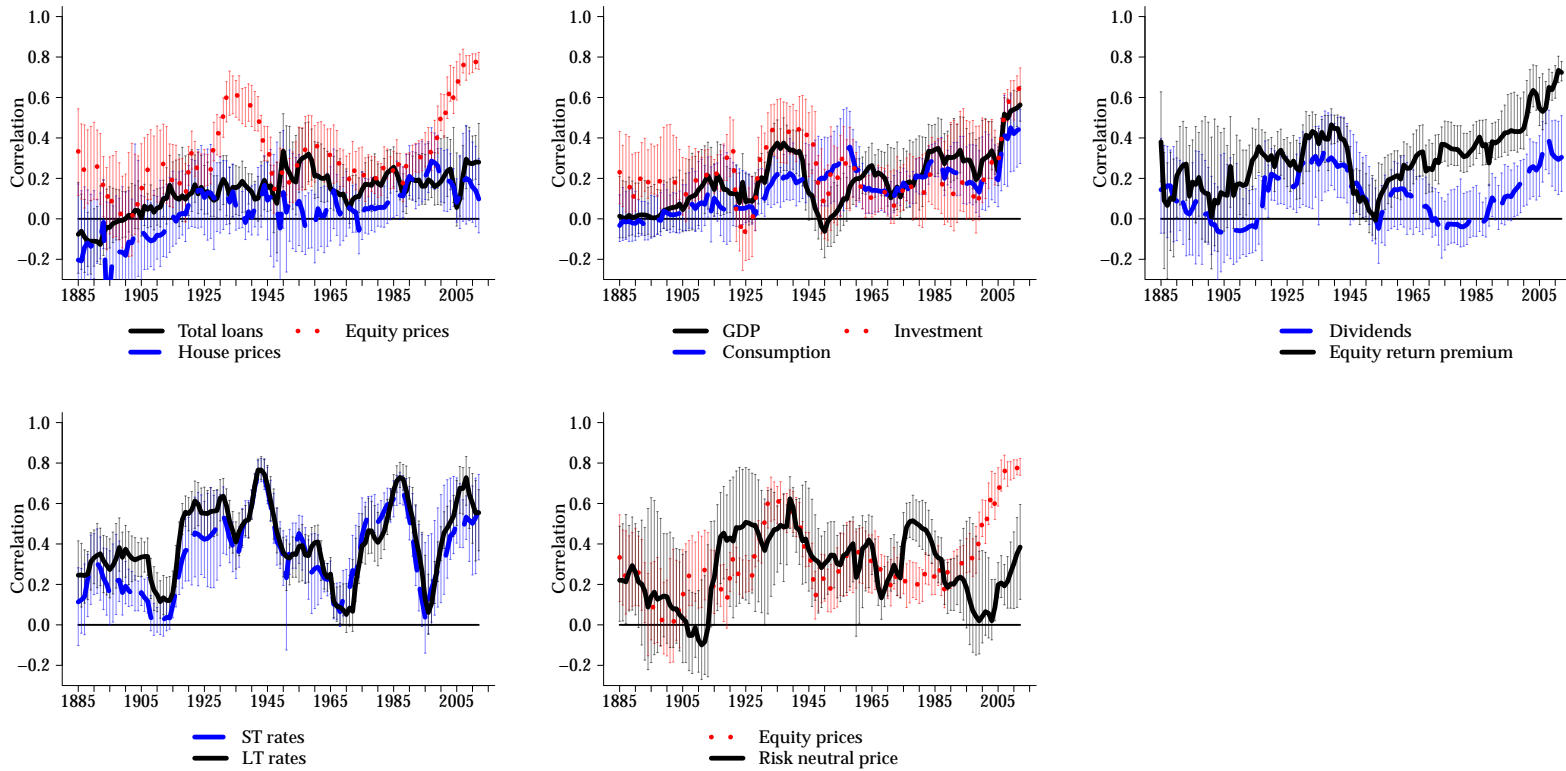 Correlation
1.0
0.8
0.6
0.4
0.2
0.0
−0.2
1885 1905 1925 1945 1965 1985 2005
Total loans Equity prices
House prices
Correlation
1.0
0.8
0.6
0.4
0.2
0.0
−0.2
1885 1905 1925 1945 1965 1985 2005
GDP Investment
Consumption
Correlation
1.0
0.8
0.6
0.4
0.2
0.0
−0.2
1885 1905 1925 1945 1965 1985 2005
Dividends
Equity return premium
Correlation
1.0
0.8
0.6
0.4
0.2
0.0
−0.2
1885 1905 1925 1945 1965 1985 2005
ST rates
LT rates
Correlation
1.0
0.8
0.6
0.4
0.2
0.0
−0.2
1885 1905 1925 1945 1965 1985 2005
Equity prices
Risk neutral price